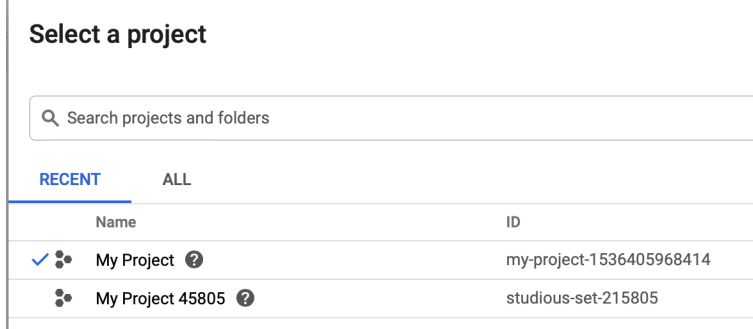 Select a project
Search projects and folders
RECENT ALL
Name ID
My Project ? my-project-1536405968414
My Project 45805 ? studious-set-215805